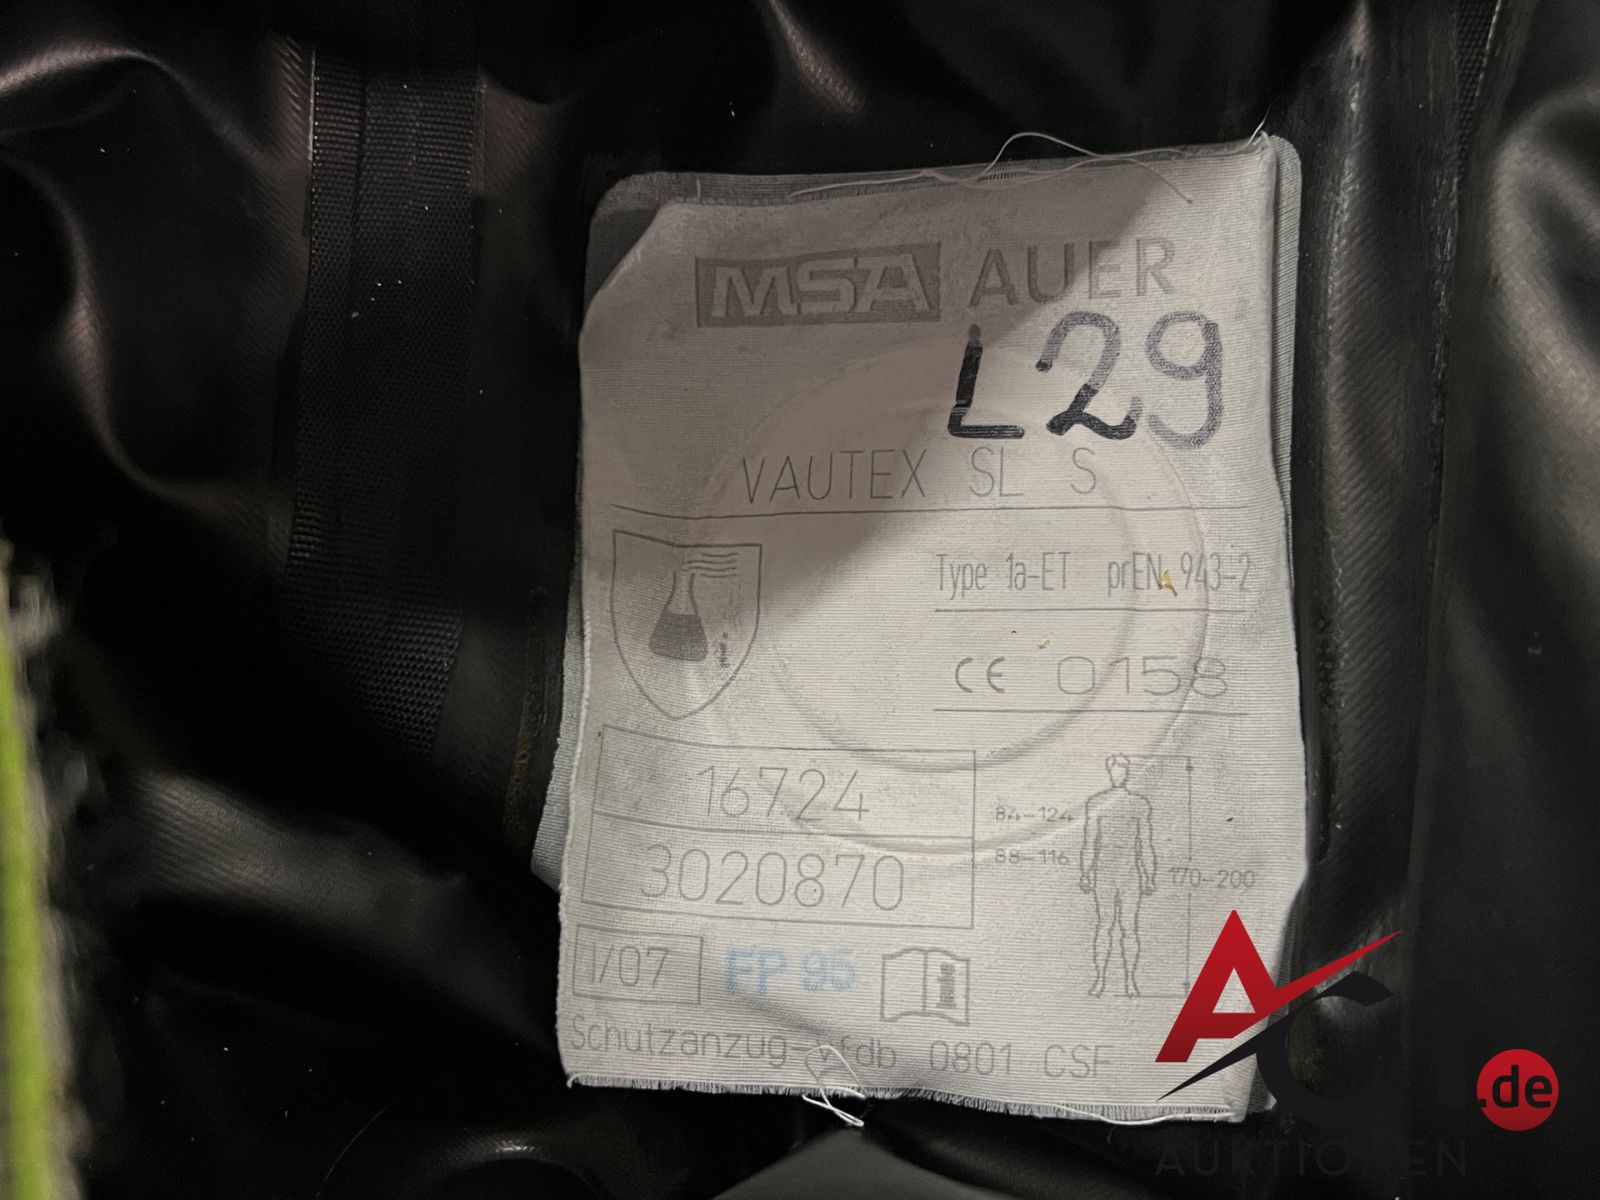 MSA AUER
L29
VAUTEX SL S
Type 1a-ET prEN 943-2
CE 0158
16724
84-124
3020870
88-116
170-200
1/07 FP 95 i
Schutzanzug-vfdb 0801 CSF
AC1.de
AUKTIONEN